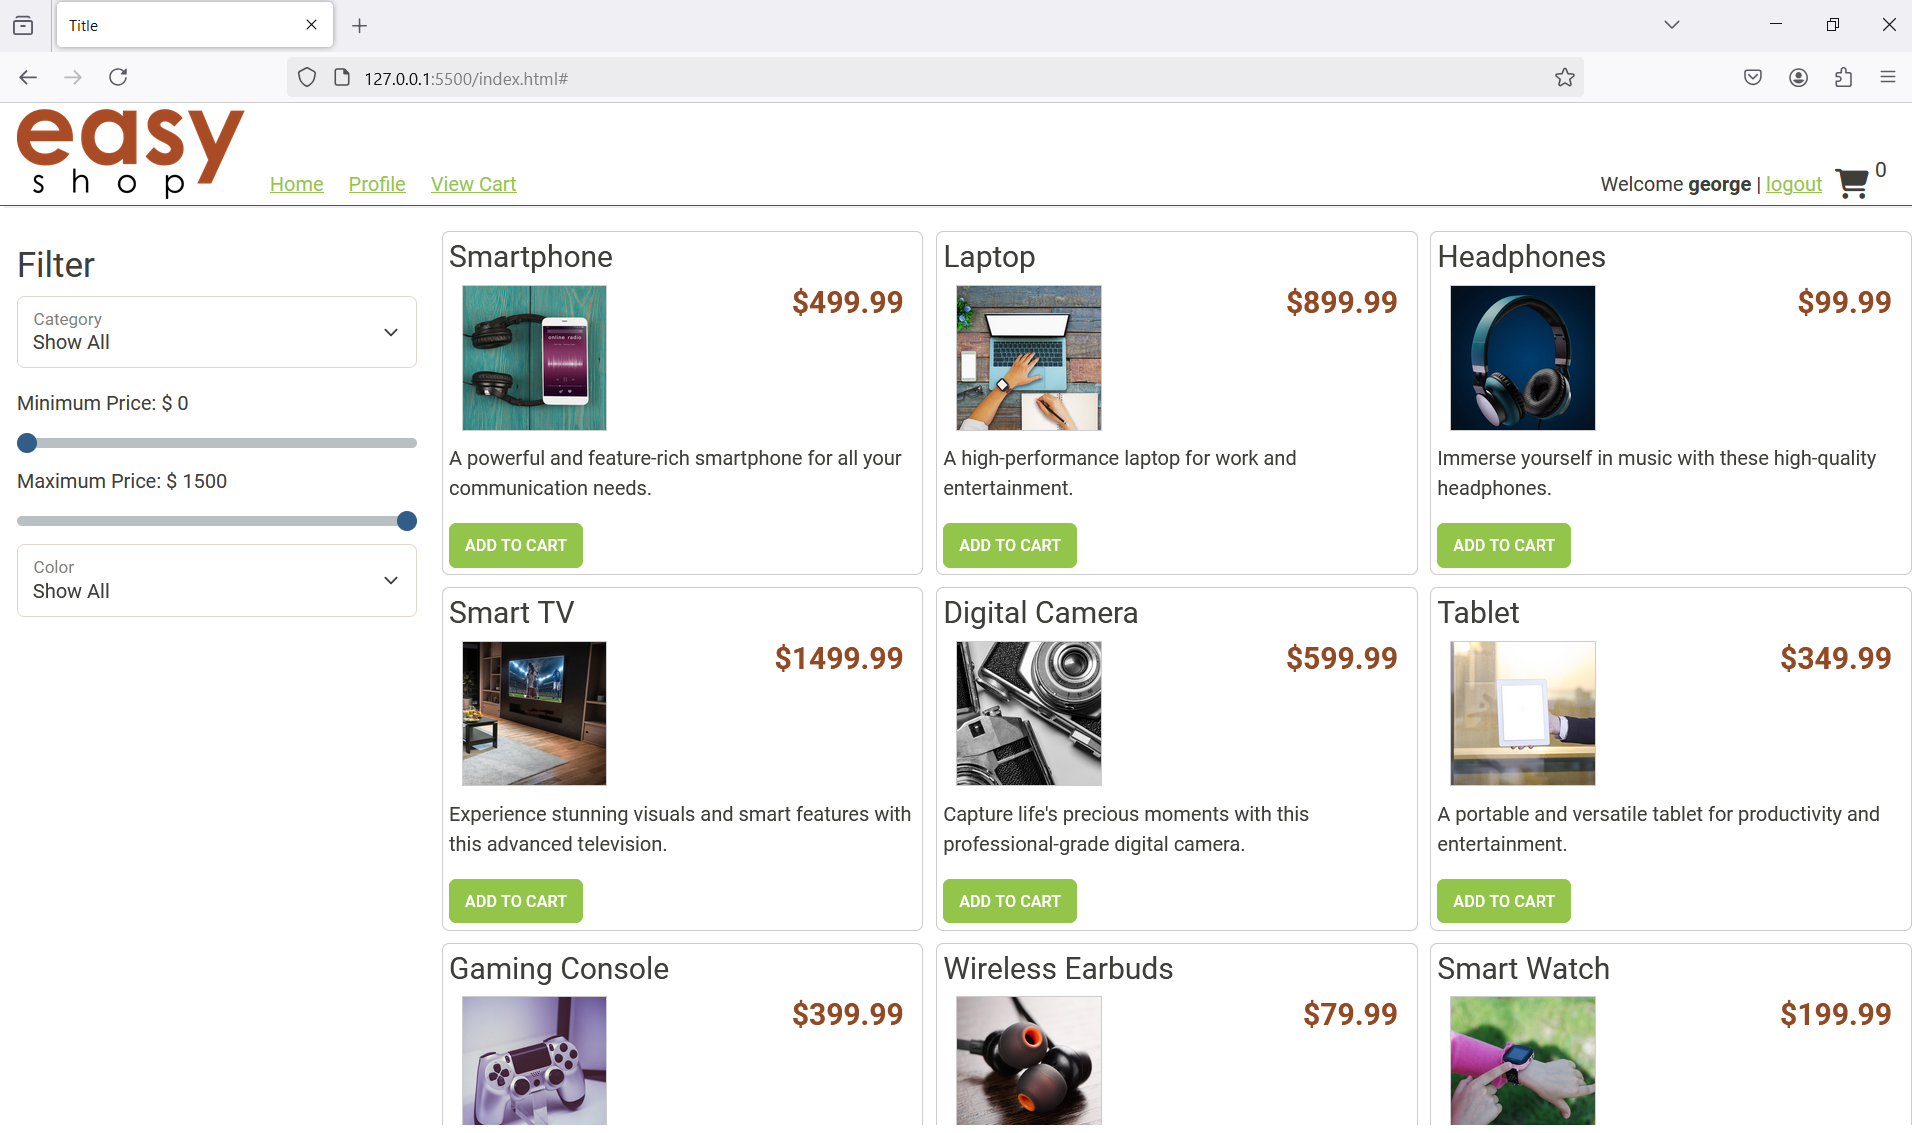 Title
127.0.0.1:5500/index.html#
easy
shop
Home Profile View Cart
Welcome george | logout 0
Filter
Category
Show All
Minimum Price: $ 0
Maximum Price: $ 1500
Color
Show All
Smartphone
$499.99
online radio
A powerful and feature-rich smartphone for all your
communication needs.
ADD TO CART
Laptop
$899.99
A high-performance laptop for work and
entertainment.
ADD TO CART
Headphones
$99.99
Immerse yourself in music with these high-quality
headphones.
ADD TO CART
Smart TV
$1499.99
Experience stunning visuals and smart features with
this advanced television.
ADD TO CART
Digital Camera
$599.99
Capture life's precious moments with this
professional-grade digital camera.
ADD TO CART
Tablet
$349.99
A portable and versatile tablet for productivity and
entertainment.
ADD TO CART
Gaming Console
$399.99
Wireless Earbuds
$79.99
Smart Watch
$199.99